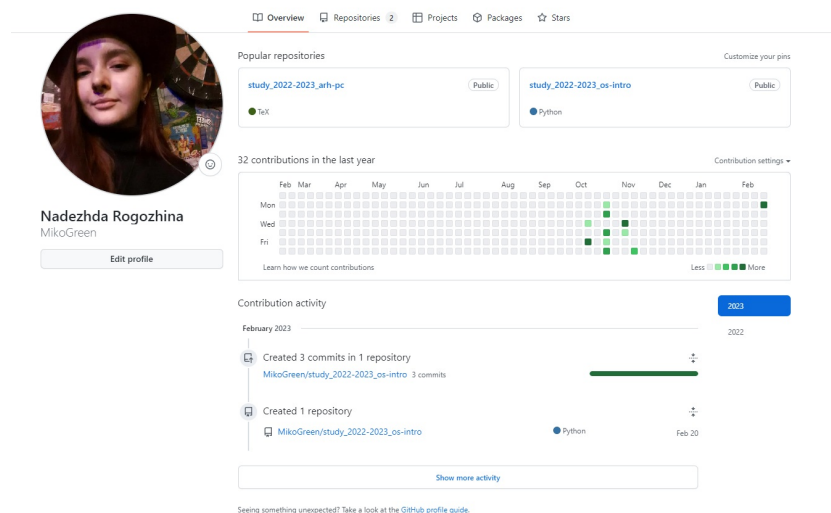 Overview Repositories 2 Projects Packages Stars
Popular repositories Customize your pins
study_2022-2023_arh-pc Public
TeX
study_2022-2023_os-intro Public
Python
32 contributions in the last year Contribution settings
Feb Mar Apr May Jun Jul Aug Sep Oct Nov Dec Jan Feb
Mon
Wed
Fri
Learn how we count contributions Less More
Nadezhda Rogozhina
MikoGreen
Edit profile
Contribution activity
2023
2022
February 2023
Created 3 commits in 1 repository
MikoGreen/study_2022-2023_os-intro 3 commits
Created 1 repository
MikoGreen/study_2022-2023_os-intro Python Feb 20
Show more activity
Seeing something unexpected? Take a look at the GitHub profile guide.